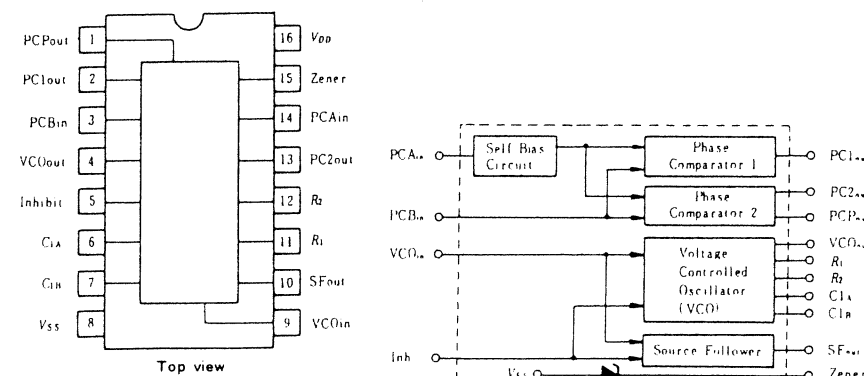 PCPout 1 16 VDD
PC1out 2 15 Zener
PCBin 3 14 PCAin
VCOout 4 13 PC2out
Inhibit 5 12 R2
C1A 6 11 R1
C1B 7 10 SFout
VSS 8 9 VCOin
Top view
PCAin
Self Bias
Circuit
Phase
Comparator 1
PC1out
PCBin
Phase
Comparator 2
PC2out
PCPout
VCOin
Voltage
Controlled
Oscillator
(VCO)
VCOout
R1
R2
C1A
C1B
Inh
Source Follower
SFout
VSS
Zener